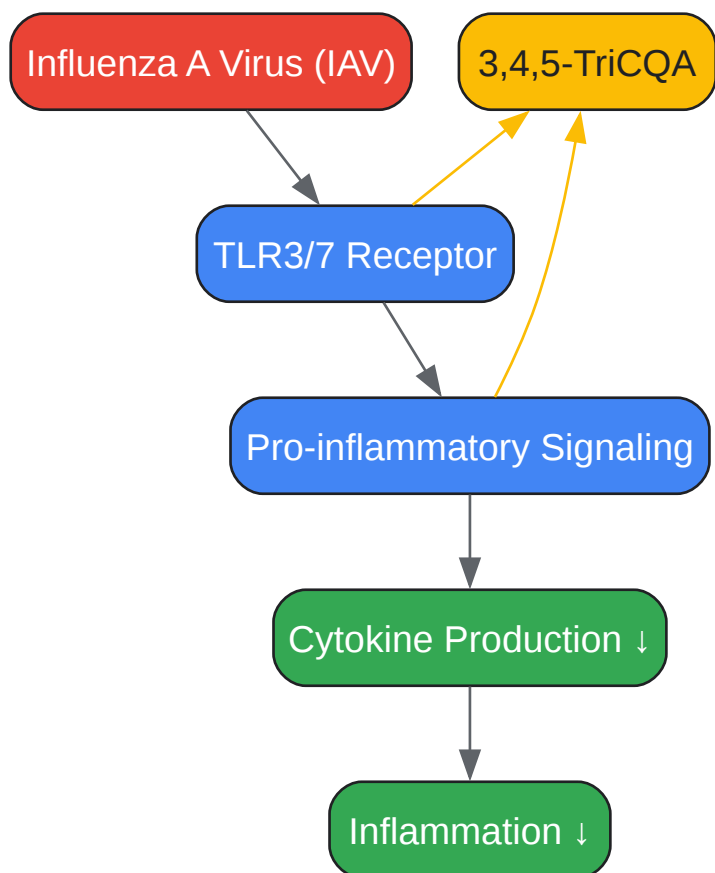 Influenza A Virus (IAV)
3,4,5-TriCQA
TLR3/7 Receptor
Pro-inflammatory Signaling
Cytokine Production ↓
Inflammation ↓